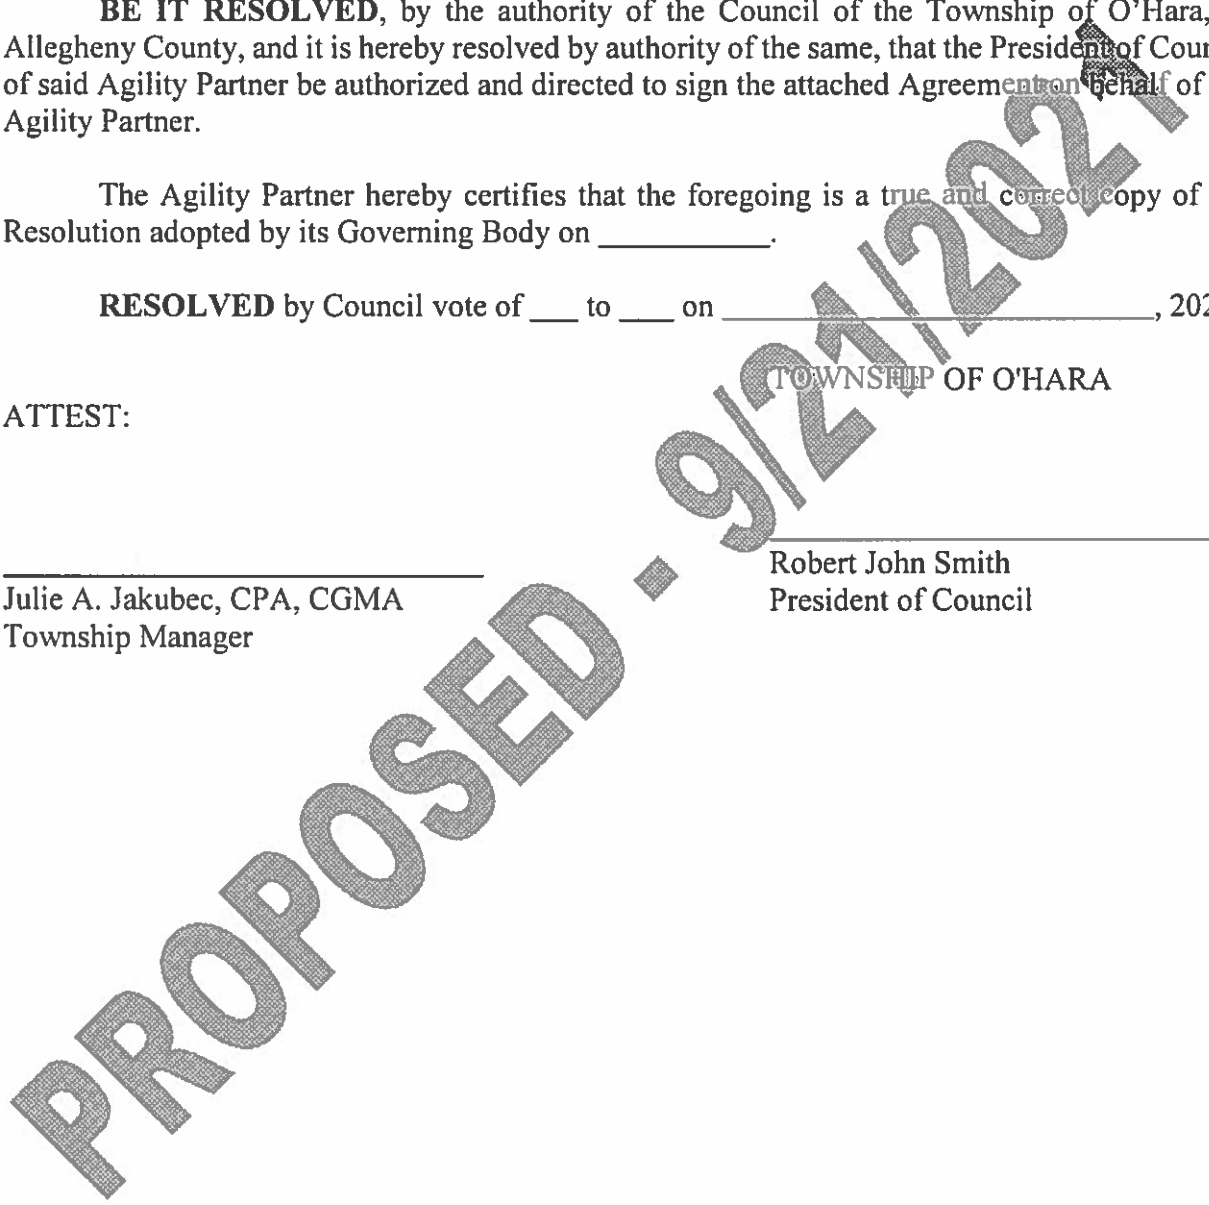 BE IT RESOLVED, by the authority of the Council of the Township of O'Hara,
Allegheny County, and it is hereby resolved by authority of the same, that the President of Coun
of said Agility Partner be authorized and directed to sign the attached Agreement on behalf of
Agility Partner.
The Agility Partner hereby certifies that the foregoing is a true and correct copy of
Resolution adopted by its Governing Body on __________.
RESOLVED by Council vote of ___ to ___ on _________________________, 202
TOWNSHIP OF O'HARA
ATTEST:
Robert John Smith
President of Council
Julie A. Jakubec, CPA, CGMA
Township Manager
PROPOSED - 9/21/2021